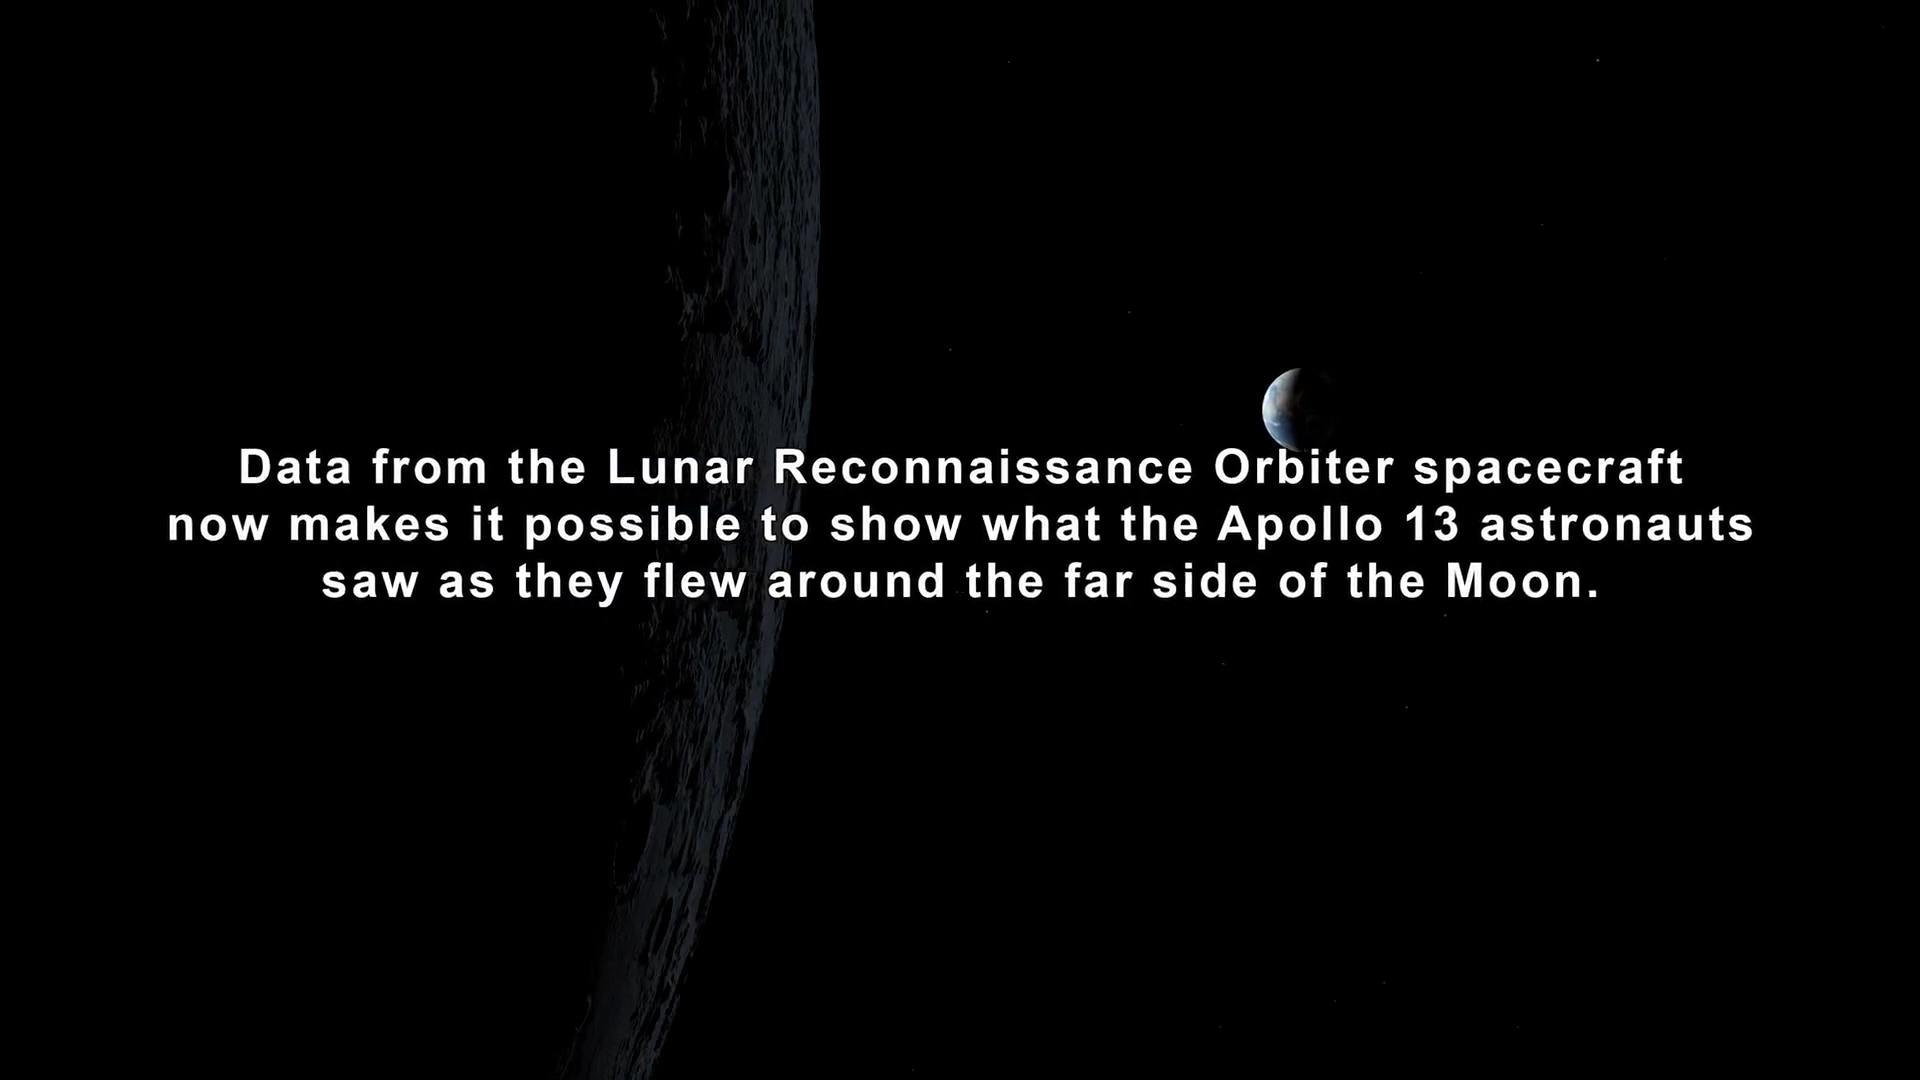 Data from the Lunar Reconnaissance Orbiter spacecraft
now makes it possible to show what the Apollo 13 astronauts
saw as they flew around the far side of the Moon.